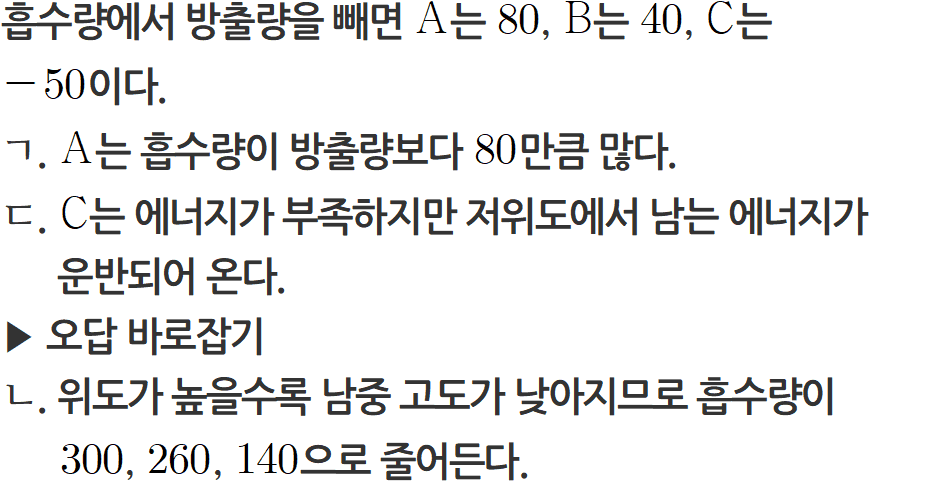 흡수량에서 방출량을 빼면 A는 80, B는 40, C는
－50이다.
ㄱ. A는 흡수량이 방출량보다 80만큼 많다.
ㄷ. C는 에너지가 부족하지만 저위도에서 남는 에너지가
운반되어 온다.
▶ 오답 바로잡기
ㄴ. 위도가 높을수록 남중 고도가 낮아지므로 흡수량이
300, 260, 140으로 줄어든다.